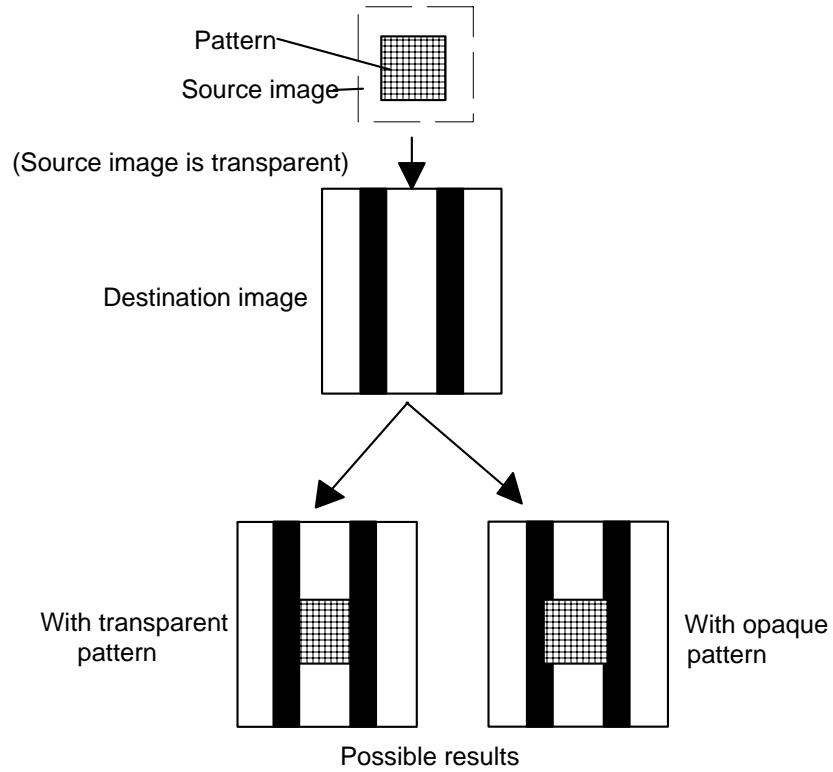 Pattern
Source image
(Source image is transparent)
Destination image
With transparent
pattern
With opaque
pattern
Possible results